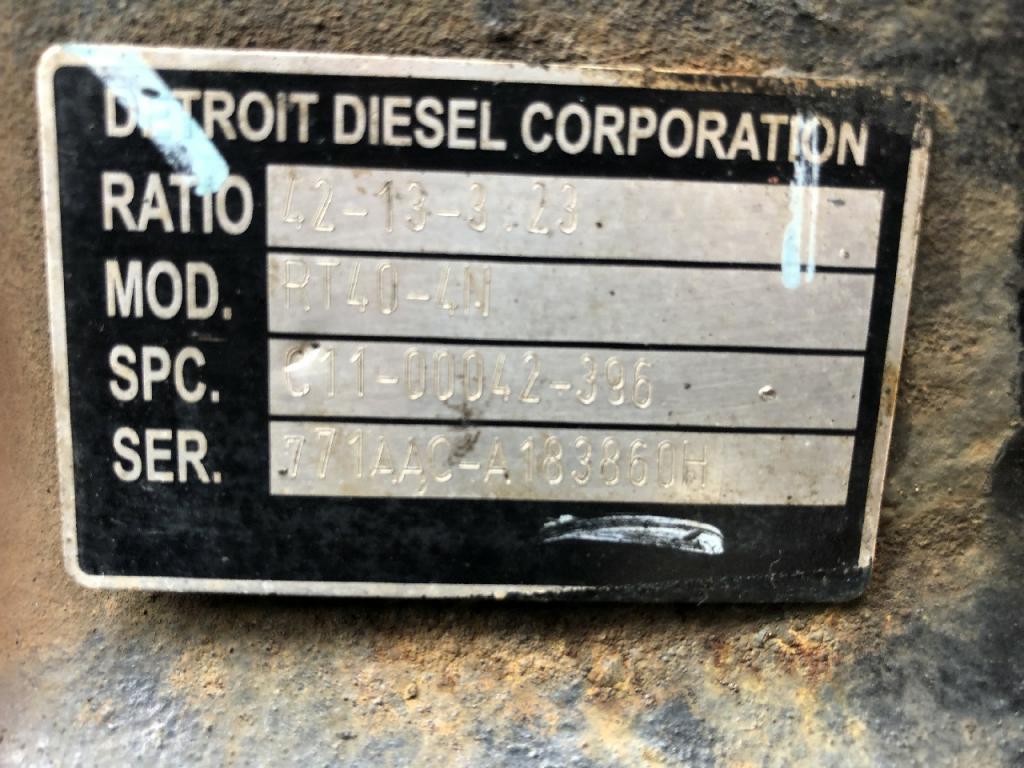 DETROIT DIESEL CORPORATION
RATIO 42-13-3.23
MOD. RT40-4N
SPC. C11-00042-396
SER. 771AAC-A183860H